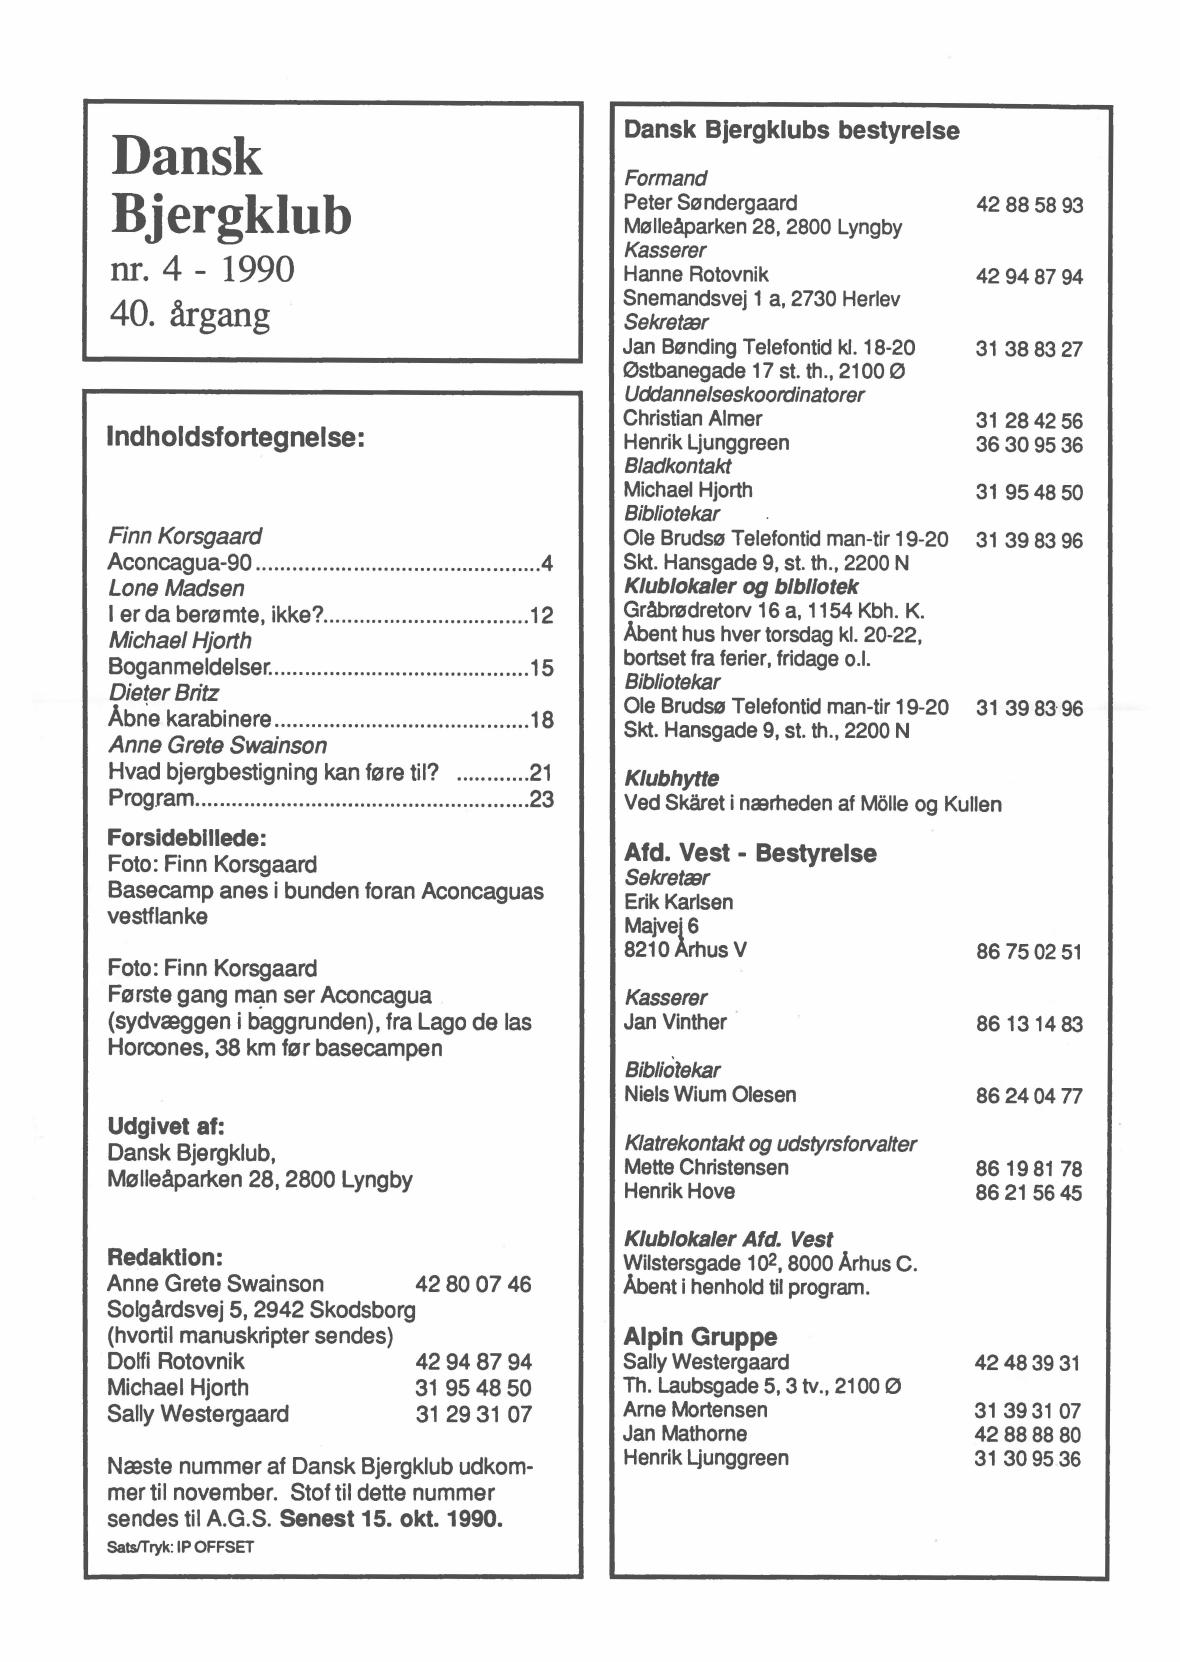 Dansk
Bjergklub
nr. 4 - 1990
40. årgang
Indholdsfortegnelse:
Finn Korsgaard
Aconcagua-90...............................................4
Lone Madsen
I er da berømte, ikke?..................................12
Michael Hjorth
Boganmeldelser...........................................15
Dieter Britz
Åbne karabinere..........................................18
Anne Grete Swainson
Hvad bjergbestigning kan føre til? ............21
Program.......................................................23
Forsidebillede:
Foto: Finn Korsgaard
Basecamp anes i bunden foran Aconcaguas
vestflanke
Foto: Finn Korsgaard
Første gang man ser Aconcagua
(sydvæggen i baggrunden), fra Lago de las
Horcones, 38 km før basecampen
Udgivet af:
Dansk Bjergklub,
Mølleåparken 28, 2800 Lyngby
Redaktion:
Anne Grete Swainson 42 80 07 46
Solgårdsvej 5, 2942 Skodsborg
(hvortil manuskripter sendes)
Dolfi Rotovnik 42 94 87 94
Michael Hjorth 31 95 48 50
Sally Westergaard 31 29 31 07
Næste nummer af Dansk Bjergklub udkom-
mer til november. Stof til dette nummer
sendes til A.G.S. Senest 15. okt. 1990.
Sats/Tryk: IP OFFSET
Dansk Bjergklubs bestyrelse
Formand
Peter Søndergaard 42 88 58 93
Mølleåparken 28, 2800 Lyngby
Kasserer
Hanne Rotovnik 42 94 87 94
Snemandsvej 1 a, 2730 Herlev
Sekretær
Jan Bønding Telefontid kl. 18-20 31 38 83 27
Østbanegade 17 st. th., 2100 Ø
Uddannelseskoordinatorer
Christian Almer 31 28 42 56
Henrik Ljunggreen 36 30 95 36
Bladkontakt
Michael Hjorth 31 95 48 50
Bibliotekar
Ole Brudsø Telefontid man-tir 19-20 31 39 83 96
Skt. Hansgade 9, st. th., 2200 N
Klublokaler og bibliotek
Gråbrødretorv 16 a, 1154 Kbh. K.
Åbent hus hver torsdag kl. 20-22,
bortset fra ferier, fridage o.l.
Bibliotekar
Ole Brudsø Telefontid man-tir 19-20 31 39 83 96
Skt. Hansgade 9, st. th., 2200 N
Klubhytte
Ved Skäret i nærheden af Mölle og Kullen
Afd. Vest - Bestyrelse
Sekretær
Erik Karlsen
Majvej 6
8210 Århus V 86 75 02 51
Kasserer
Jan Vinther 86 13 14 83
Bibliotekar
Niels Wium Olesen 86 24 04 77
Klatrekontakt og udstyrsforvalter
Mette Christensen 86 19 81 78
Henrik Hove 86 21 56 45
Klublokaler Afd. Vest
Wilstersgade 10², 8000 Århus C.
Åbent i henhold til program.
Alpin Gruppe
Sally Westergaard 42 48 39 31
Th. Laubsgade 5, 3 tv., 2100 Ø
Arne Mortensen 31 39 31 07
Jan Mathorne 42 88 88 80
Henrik Ljunggreen 31 30 95 36